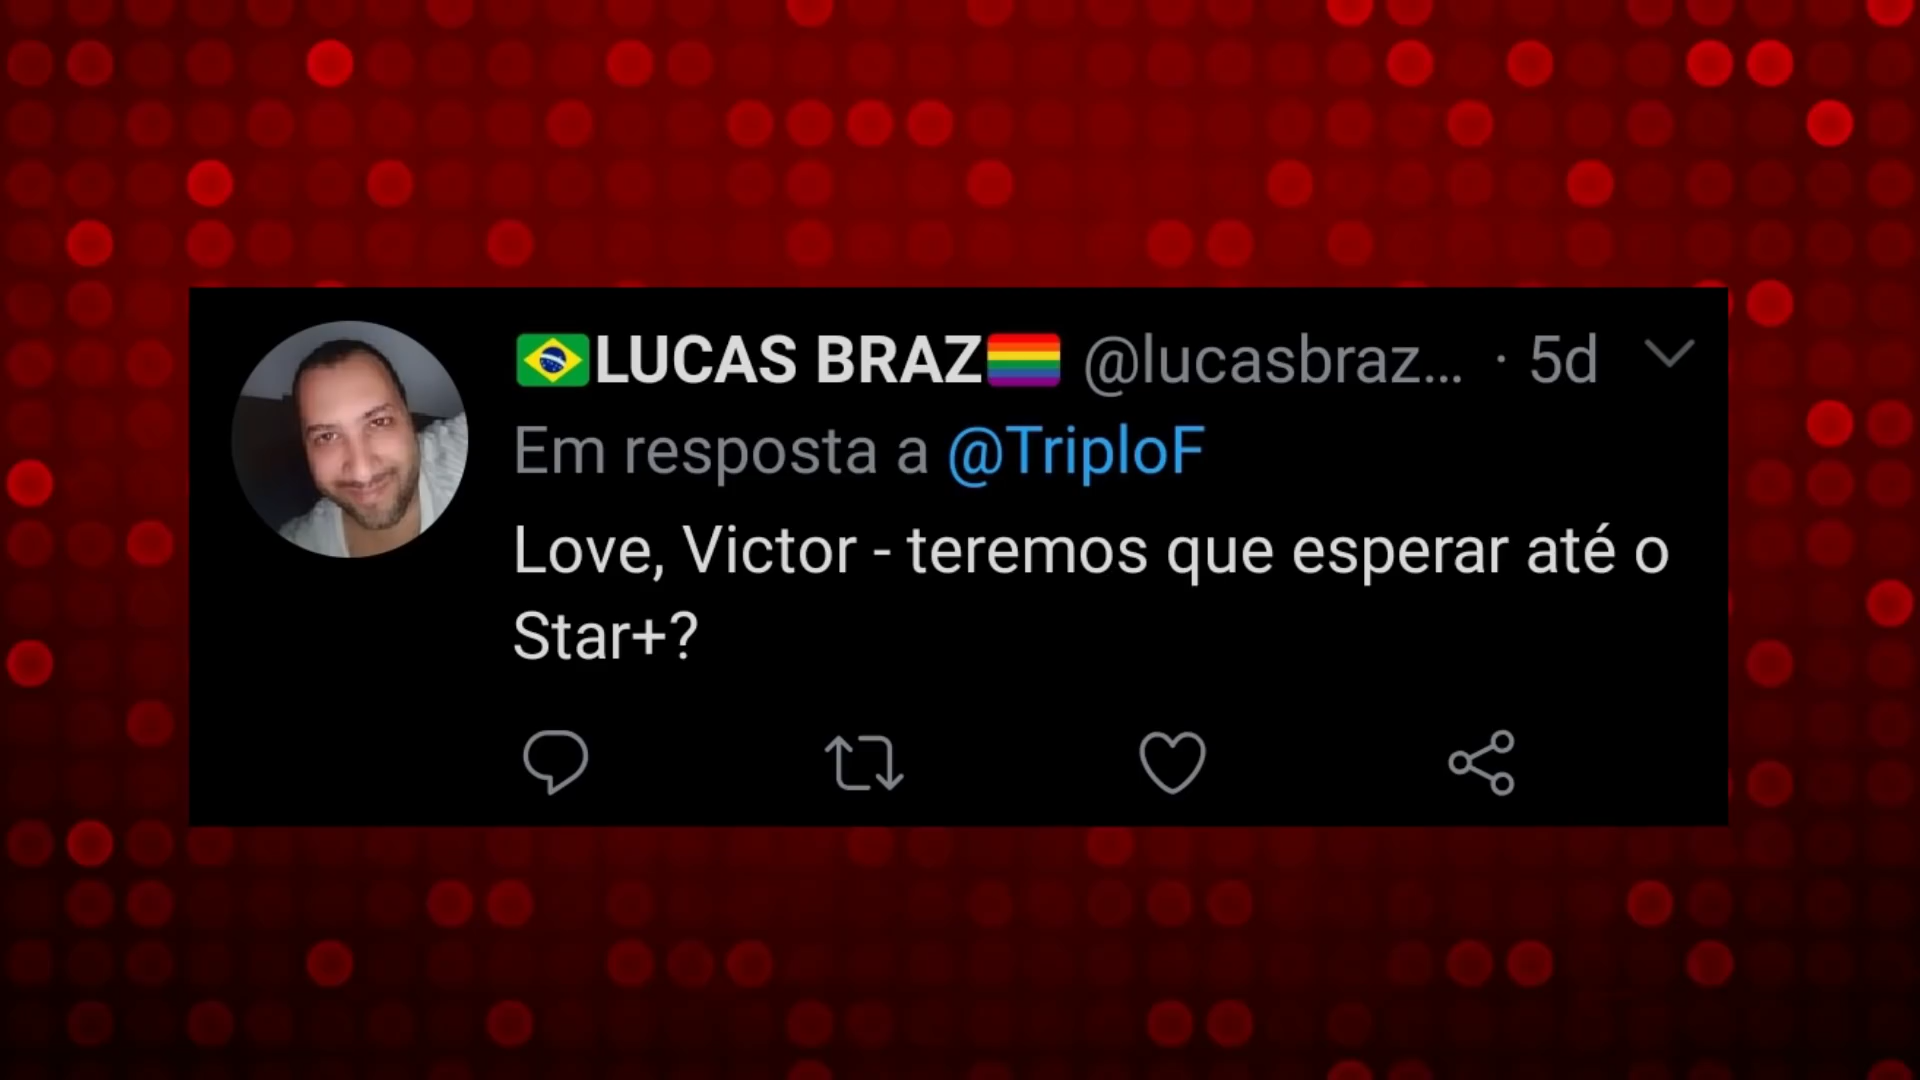 🇧🇷LUCAS BRAZ🏳️‍🌈 @lucasbraz... · 5d
Em resposta a @TriploF
Love, Victor - teremos que esperar até o
Star+?